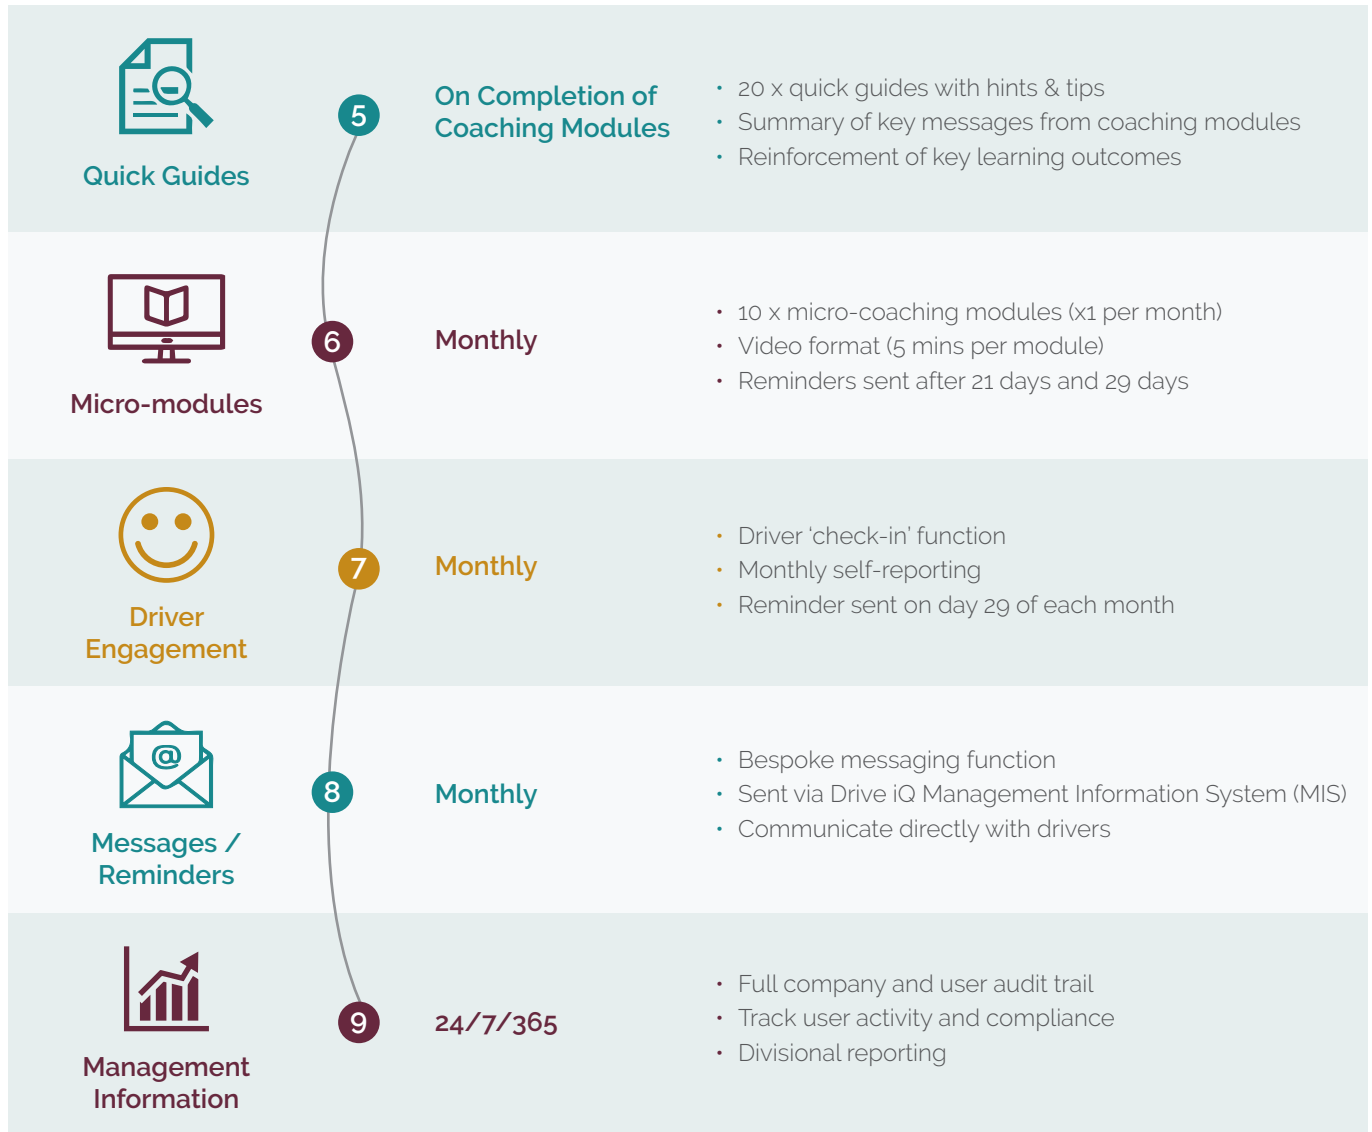 Quick Guides
5
On Completion of
Coaching Modules
• 20 x quick guides with hints & tips
• Summary of key messages from coaching modules
• Reinforcement of key learning outcomes
Micro-modules
6
Monthly
• 10 x micro-coaching modules (x1 per month)
• Video format (5 mins per module)
• Reminders sent after 21 days and 29 days
Driver
Engagement
7
Monthly
• Driver ‘check-in’ function
• Monthly self-reporting
• Reminder sent on day 29 of each month
@
Messages /
Reminders
8
Monthly
• Bespoke messaging function
• Sent via Drive iQ Management Information System (MIS)
• Communicate directly with drivers
Management
Information
9
24/7/365
• Full company and user audit trail
• Track user activity and compliance
• Divisional reporting